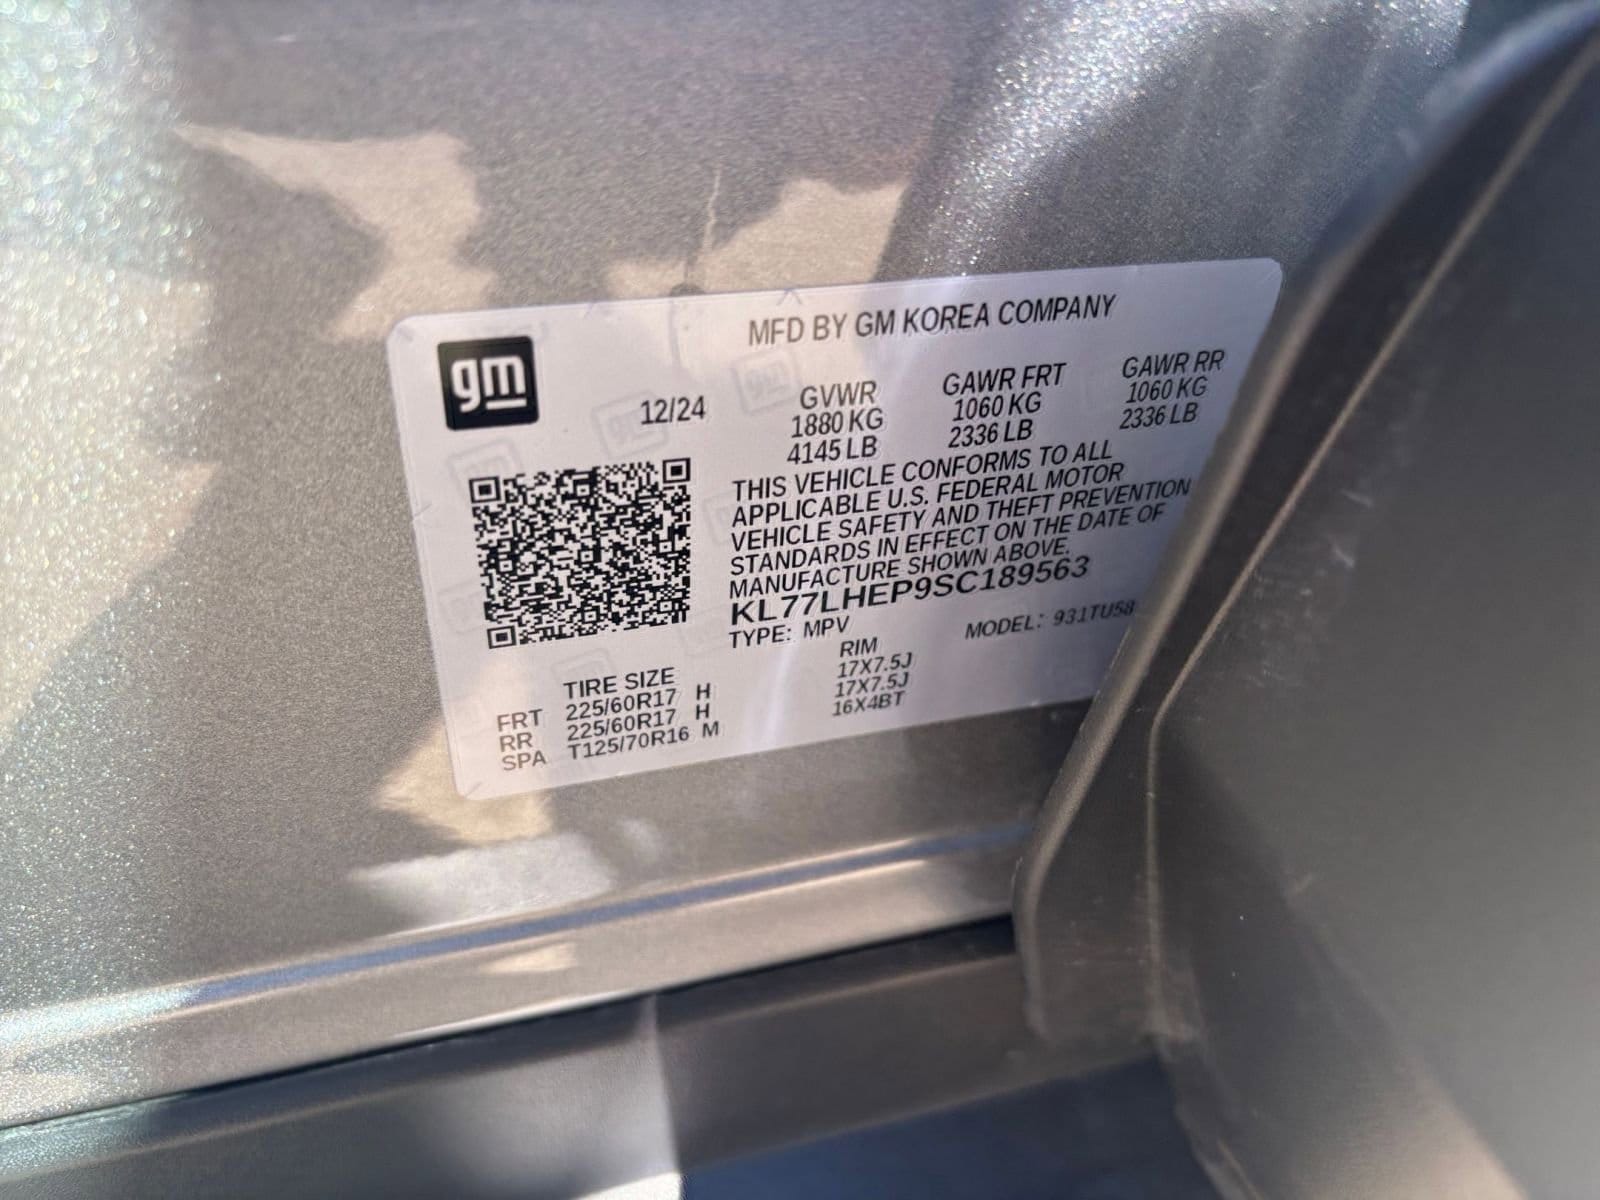 gm
MFD BY GM KOREA COMPANY
12/24
GVWR
1880 KG
4145 LB
GAWR FRT
1060 KG
2336 LB
GAWR RR
1060 KG
2336 LB
THIS VEHICLE CONFORMS TO ALL
APPLICABLE U.S. FEDERAL MOTOR
VEHICLE SAFETY AND THEFT PREVENTION
STANDARDS IN EFFECT ON THE DATE OF
MANUFACTURE SHOWN ABOVE.
KL77LHEP9SC189563
TYPE: MPV MODEL: 931TU58
TIRE SIZE RIM
FRT 225/60R17 H 17X7.5J
RR 225/60R17 H 17X7.5J
SPA T125/70R16 M 16X4BT